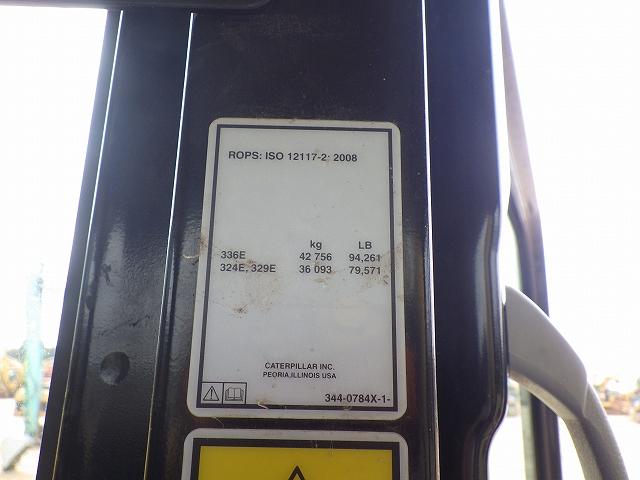 ROPS: ISO 12117-2: 2008
kg LB
336E 42 756 94,261
324E, 329E 36 093 79,571
CATERPILLAR INC.
PEORIA,ILLINOIS USA
344-0784X-1-